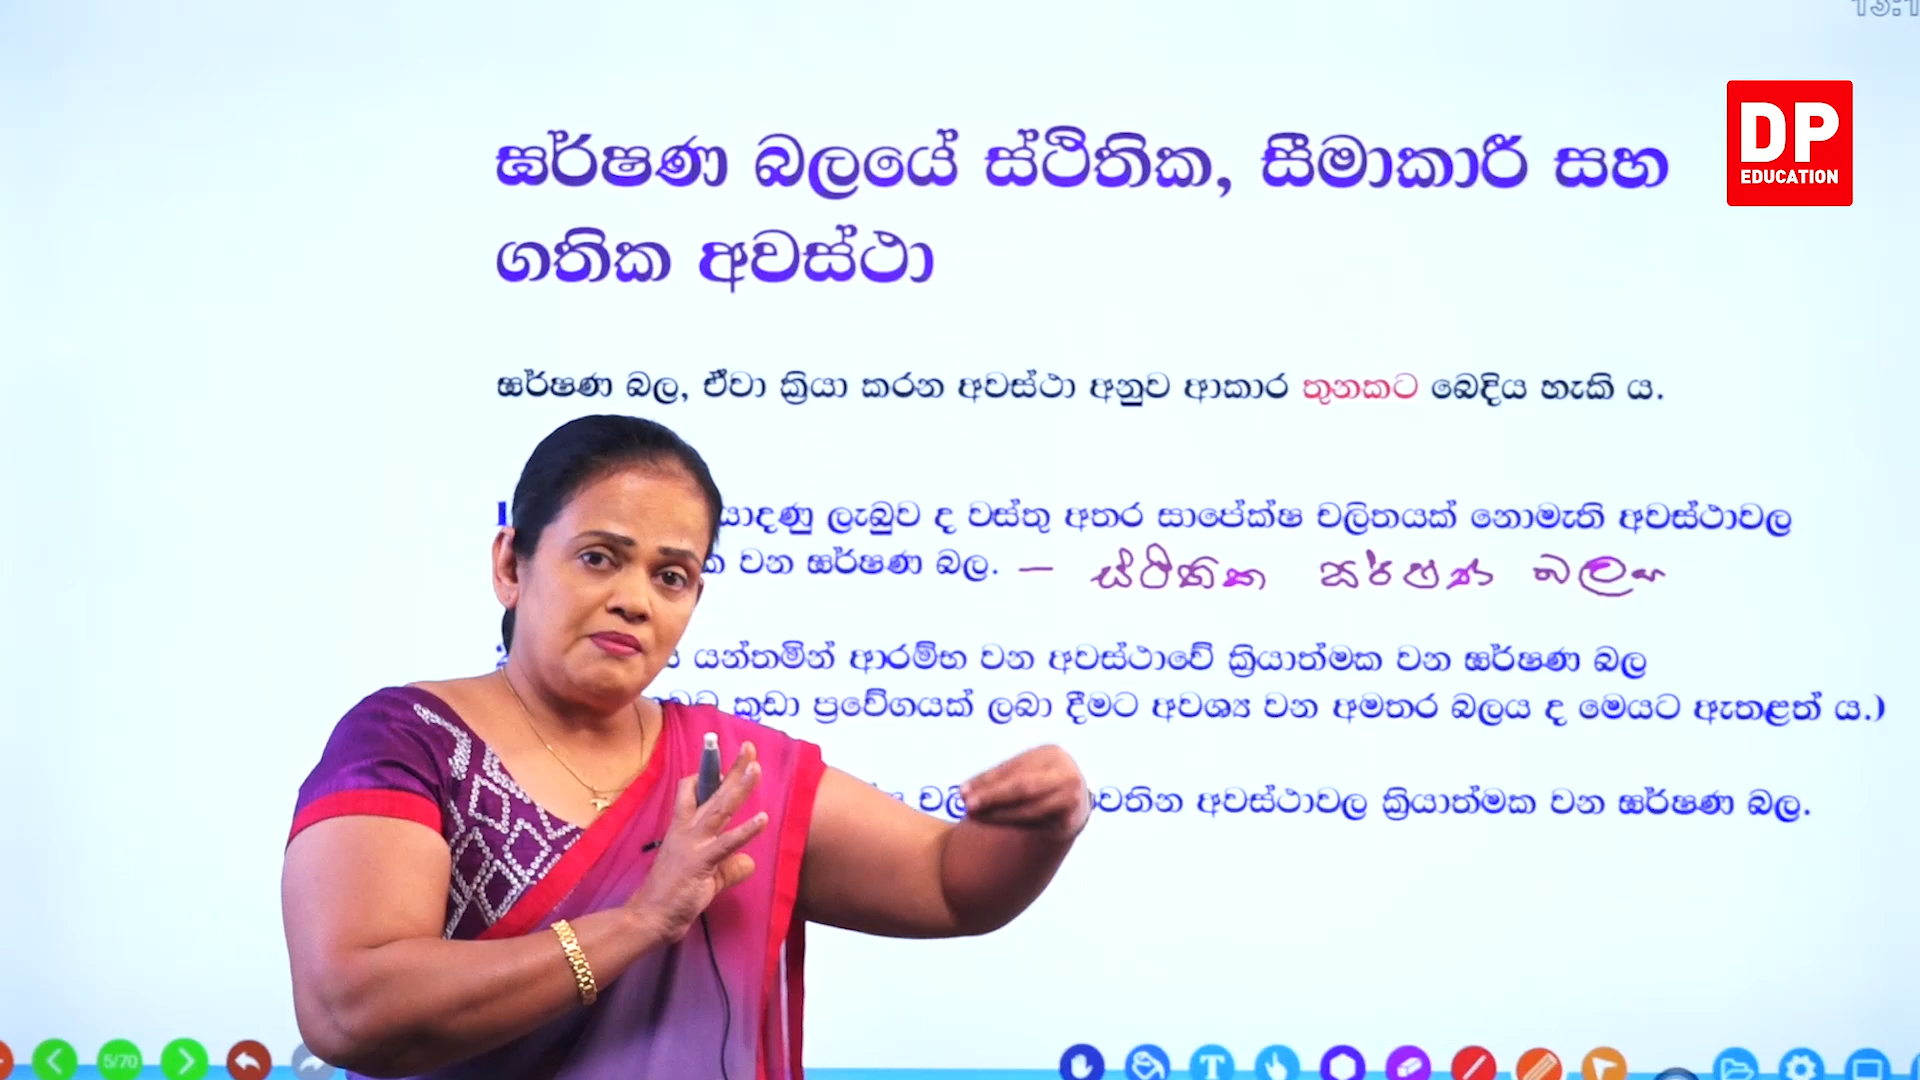 13:1
DP
EDUCATION
ඝර්ෂණ බලයේ ස්ථිතික, සීමාකාරී සහ
ගතික අවස්ථා
ඝර්ෂණ බල, ඒවා ක්‍රියා කරන අවස්ථා අනුව ආකාර තුනකට බෙදිය හැකි ය.
යොදණු ලැබුව ද වස්තු අතර සාපේක්ෂ චලිතයක් නොමැති අවස්ථාවල
වන ඝර්ෂණ බල. – ස්ථිතික ඝර්ෂණ බලය
යන්තමින් ආරම්භ වන අවස්ථාවේ ක්‍රියාත්මක වන ඝර්ෂණ බල
කුඩා ප්‍රවේගයක් ලබා දීමට අවශ්‍ය වන අමතර බලය ද මෙයට ඇතළත් ය.)
අවස්ථාවල ක්‍රියාත්මක වන ඝර්ෂණ බල.
5/70
T